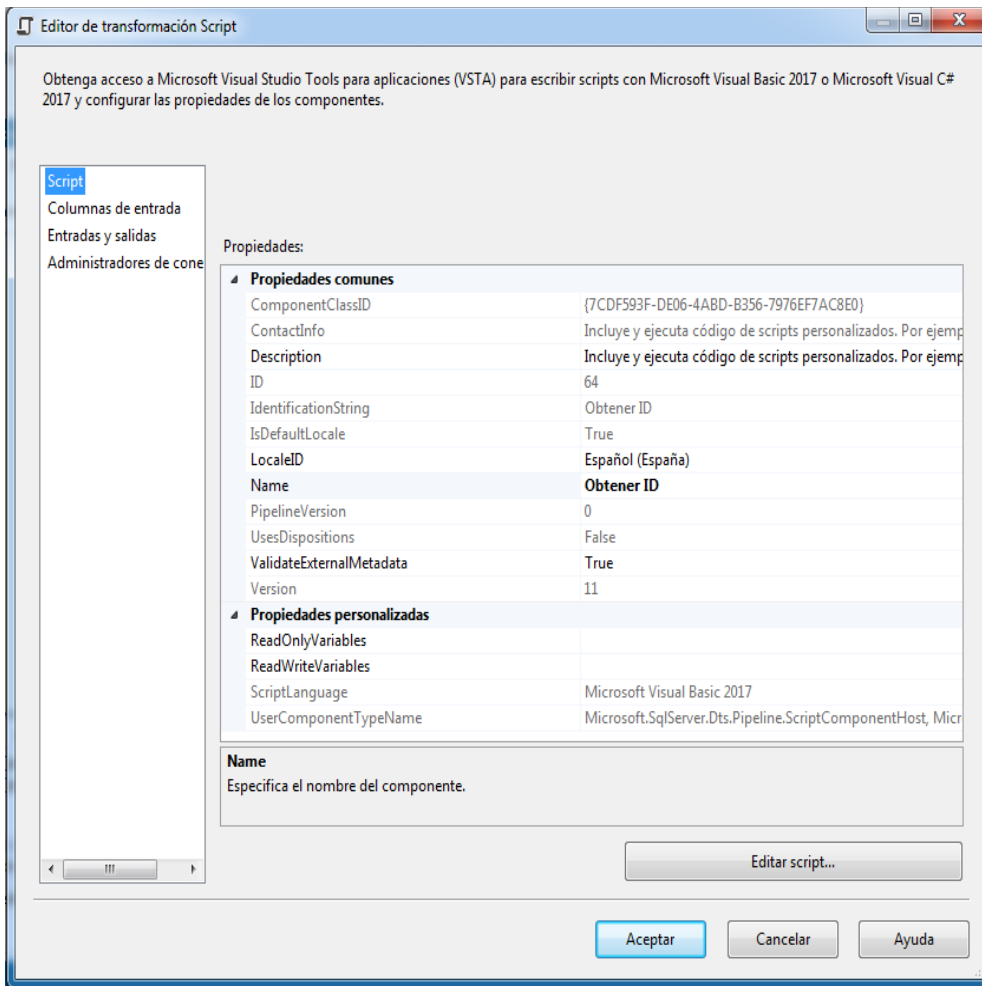 Editor de transformación Script
Obtenga acceso a Microsoft Visual Studio Tools para aplicaciones (VSTA) para escribir scripts con Microsoft Visual Basic 2017 o Microsoft Visual C#
2017 y configurar las propiedades de los componentes.
Script
Columnas de entrada
Entradas y salidas
Administradores de cone
Propiedades:
Propiedades comunes
ComponentClassID {7CDF593F-DE06-4ABD-B356-7976EF7AC8E0}
ContactInfo Incluye y ejecuta código de scripts personalizados. Por ejemp
Description Incluye y ejecuta código de scripts personalizados. Por ejemp
ID 64
IdentificationString Obtener ID
IsDefaultLocale True
LocaleID Español (España)
Name Obtener ID
PipelineVersion 0
UsesDispositions False
ValidateExternalMetadata True
Version 11
Propiedades personalizadas
ReadOnlyVariables
ReadWriteVariables
ScriptLanguage Microsoft Visual Basic 2017
UserComponentTypeName Microsoft.SqlServer.Dts.Pipeline.ScriptComponentHost, Micr
Name
Especifica el nombre del componente.
Editar script...
Aceptar Cancelar Ayuda